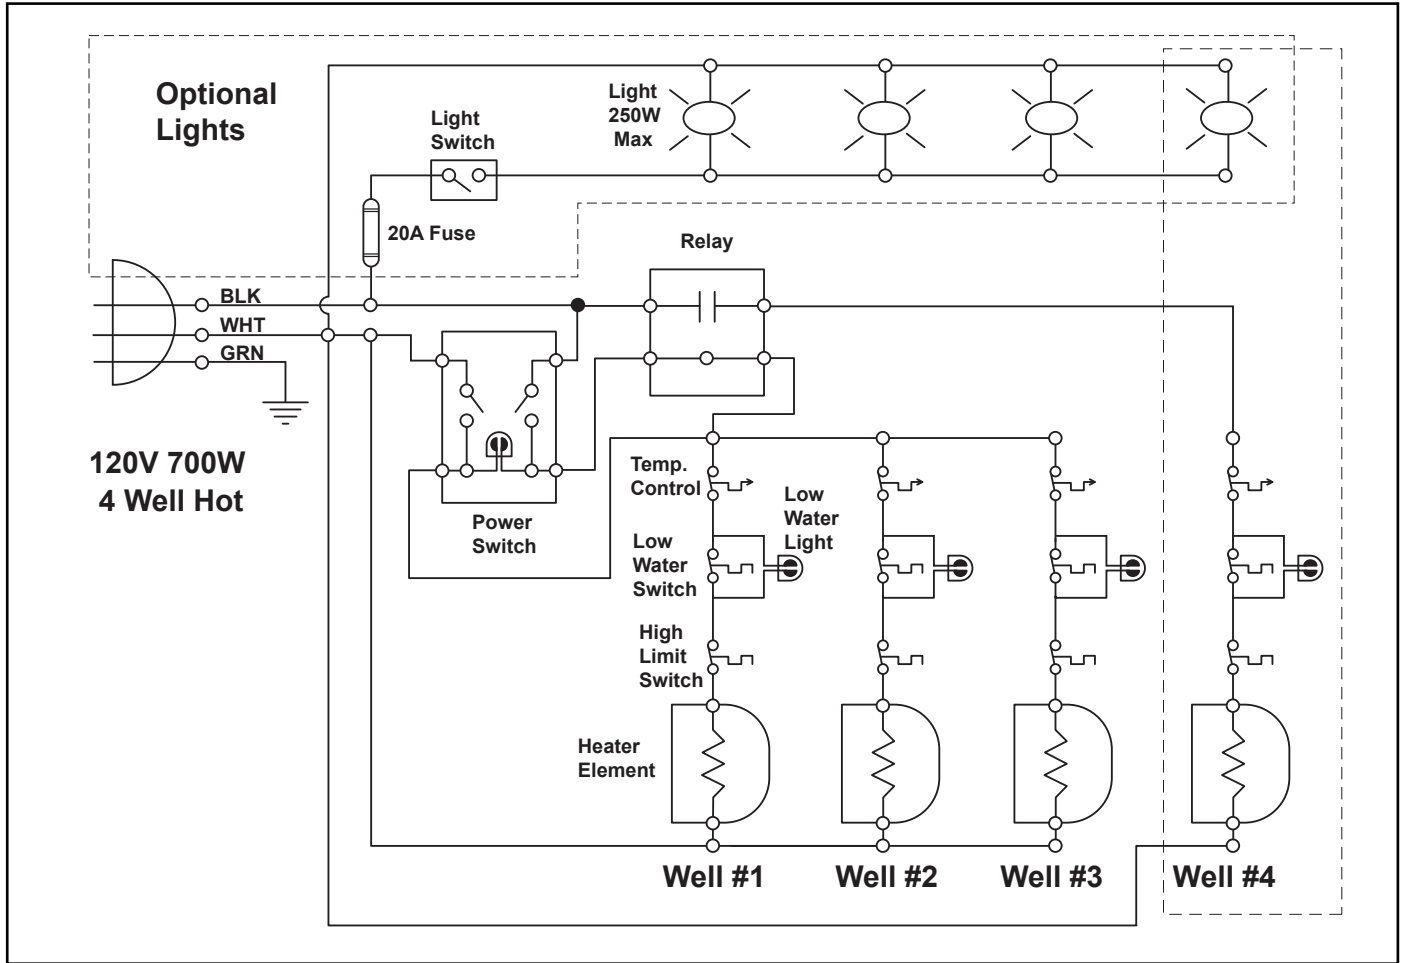 Optional
Lights
Light
Switch
Light
250W
Max
20A Fuse
Relay
BLK
WHT
GRN
120V 700W
4 Well Hot
Power
Switch
Temp.
Control
Low
Water
Light
Low
Water
Switch
High
Limit
Switch
Heater
Element
Well #1
Well #2
Well #3
Well #4